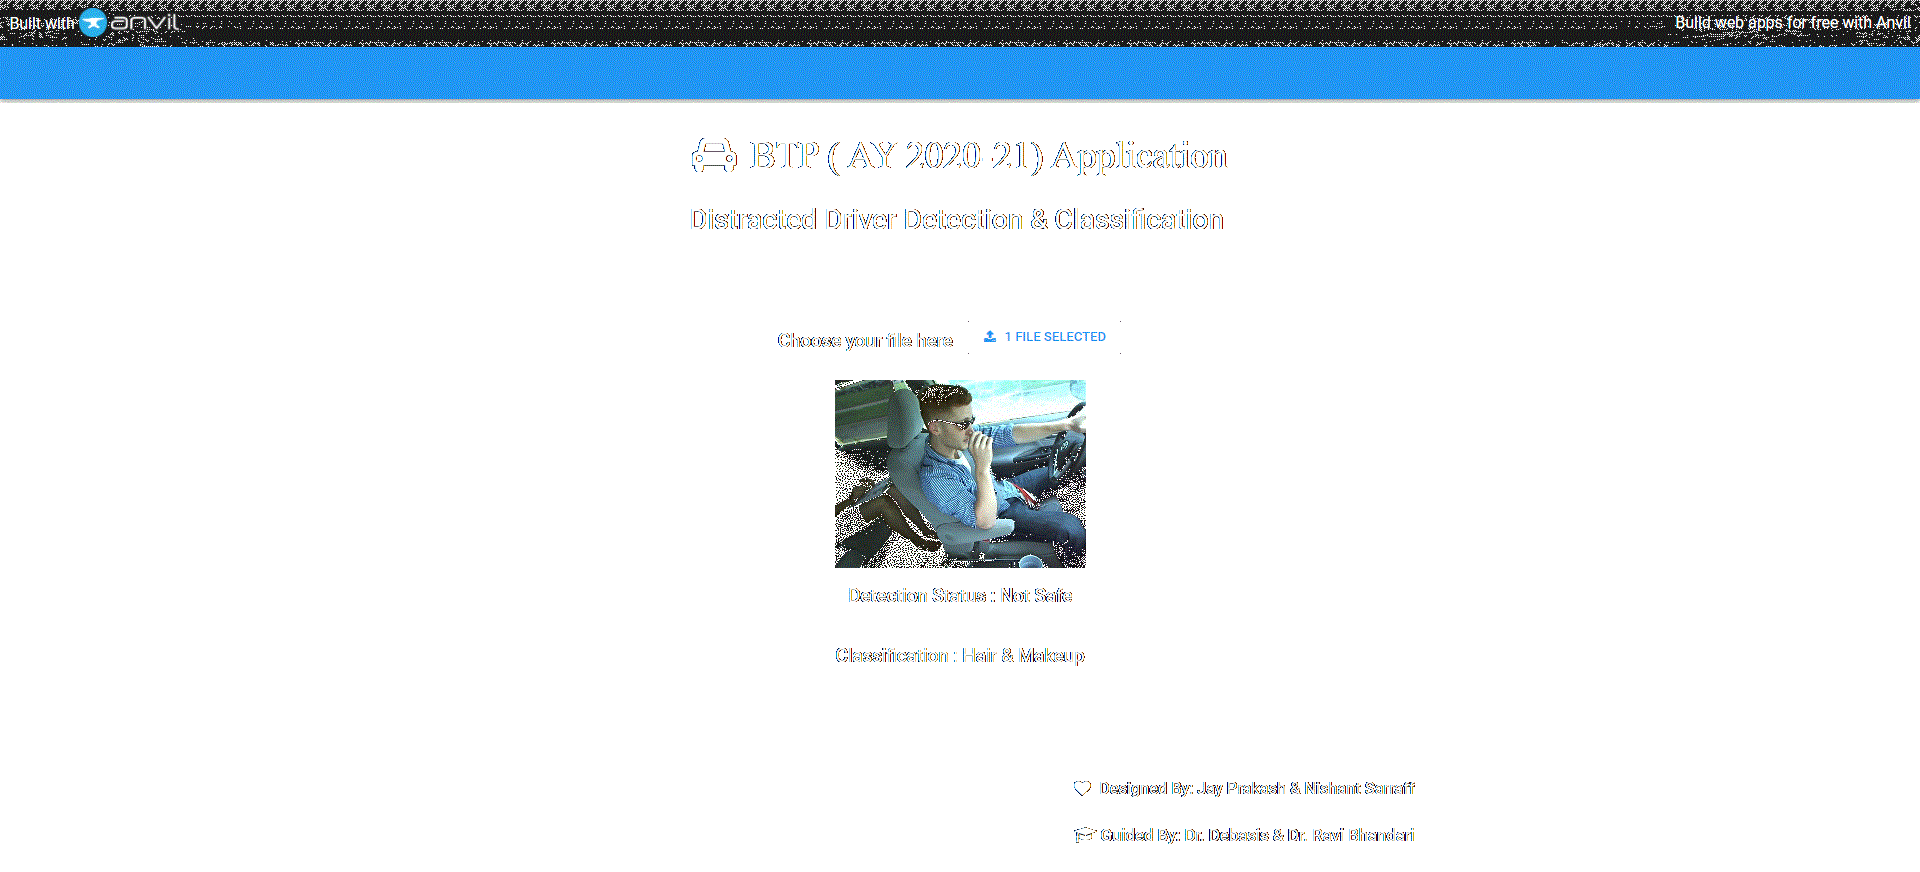 Built with anvil
Build web apps for free with Anvil
BTP ( AY 2020-21) Application
Distracted Driver Detection & Classification
Choose your file here
1 FILE SELECTED
Detection Status : Not Safe
Classification : Hair & Makeup
Designed By: Jay Prakash & Nishant Sarraff
Guided By: Dr. Debasis & Dr. Ravi Bhandari